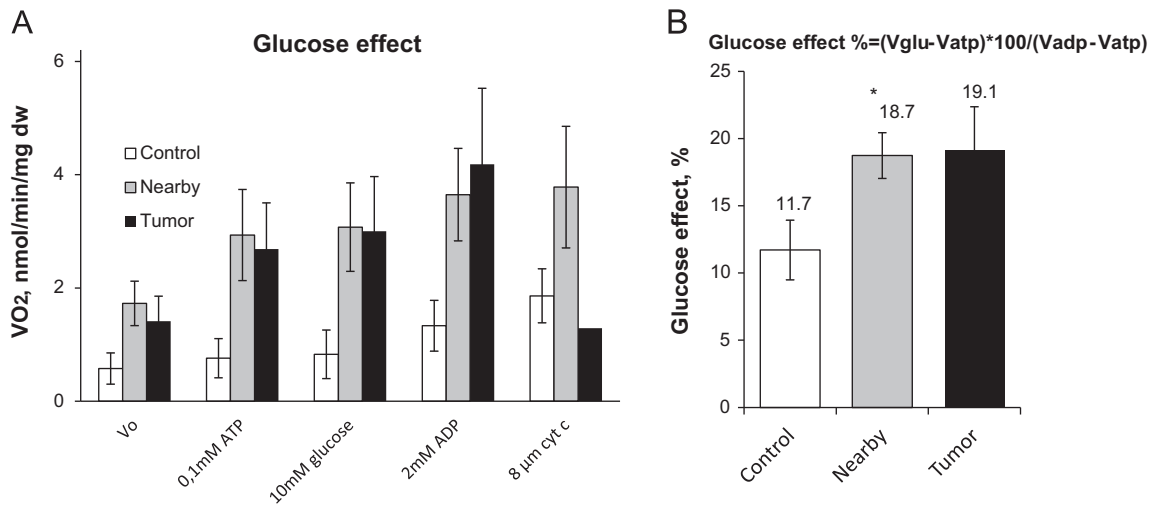 A
Glucose effect
VO2, nmol/min/mg dw
6
4
2
0
Control
Nearby
Tumor
Vo
0,1mM ATP
10mM glucose
2mM ADP
8 µm cyt c
B
Glucose effect %=(Vglu-Vatp)*100/(Vadp-Vatp)
Glucose effect, %
25
20
15
10
5
0
11.7
*
18.7
19.1
Control
Nearby
Tumor